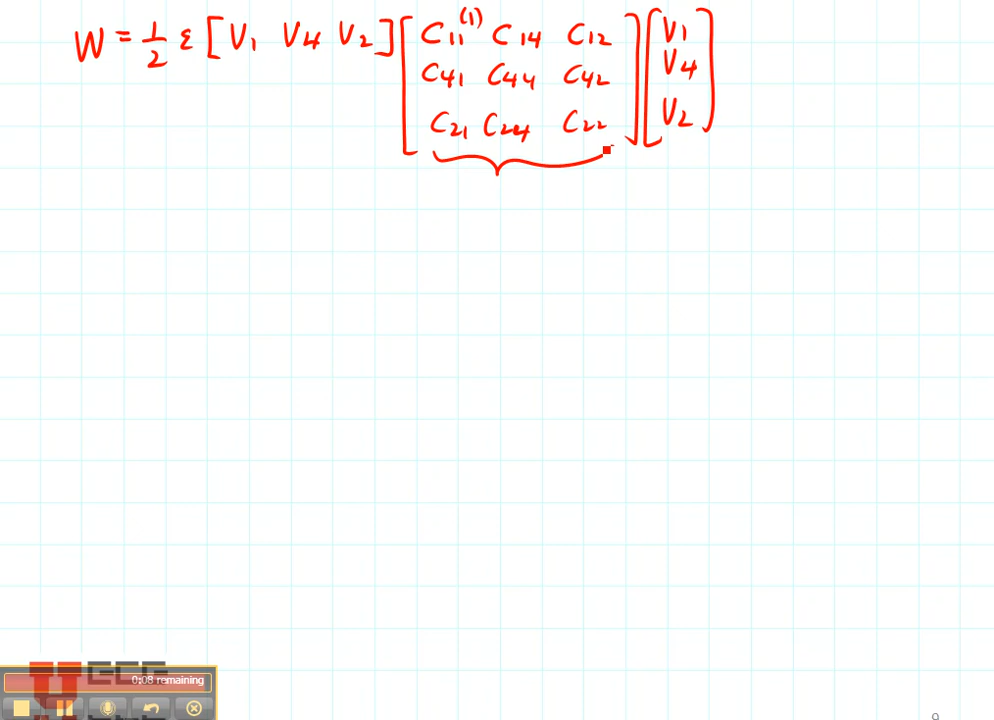 W = 1/2 ε [ V1 V4 V2 ] [ C11^(1) C14 C12 ] [ V1 ]
C41 C44 C42 V4
C21 C24 C22 V2
0:08 remaining
9